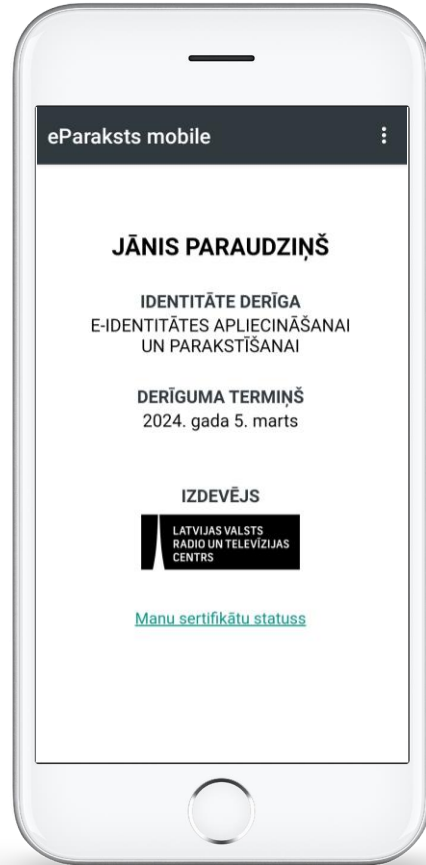 eParaksts mobile
JĀNIS PARAUDZIŅŠ
IDENTITĀTE DERĪGA
E-IDENTITĀTES APLIECINĀŠANAI
UN PARAKSTĪŠANAI
DERĪGUMA TERMIŅŠ
2024. gada 5. marts
IZDEVĒJS
LATVIJAS VALSTS
RADIO UN TELEVĪZIJAS
CENTRS
Manu sertifikātu statuss